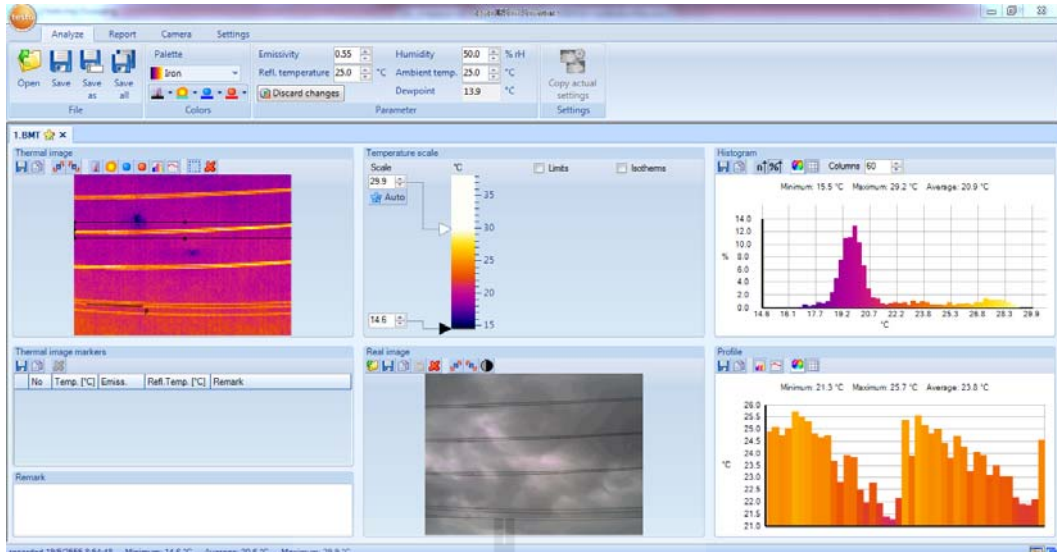 testo
Analyze Report Camera Settings
Open Save Save as Save all
File
Palette
Iron
Colors
Emissivity 0.55 Humidity 50.0 % rH
Refl. temperature 25.0 °C Ambient temp. 25.0 °C
Discard changes Dewpoint 13.9 °C
Parameter
Copy actual settings
Settings
1.BMT
Thermal image
Temperature scale
Scale °C Limits Isotherms
29.9
Auto
35
30
25
20
14.6
15
Histogram
n % Columns 60
Minimum: 15.5 °C Maximum: 29.2 °C Average: 20.9 °C
14.0
12.0
10.0
% 8.0
6.0
4.0
2.0
0.0
14.6 16.1 17.7 19.2 20.7 22.2 23.8 25.3 26.8 28.3 29.9
°C
Thermal image markers
No Temp. [°C] Emiss. Refl.Temp. [°C] Remark
Remark
Real image
Profile
Minimum: 21.3 °C Maximum: 25.7 °C Average: 23.8 °C
26.0
25.5
25.0
24.5
24.0
°C 23.5
23.0
22.5
22.0
21.5
21.0